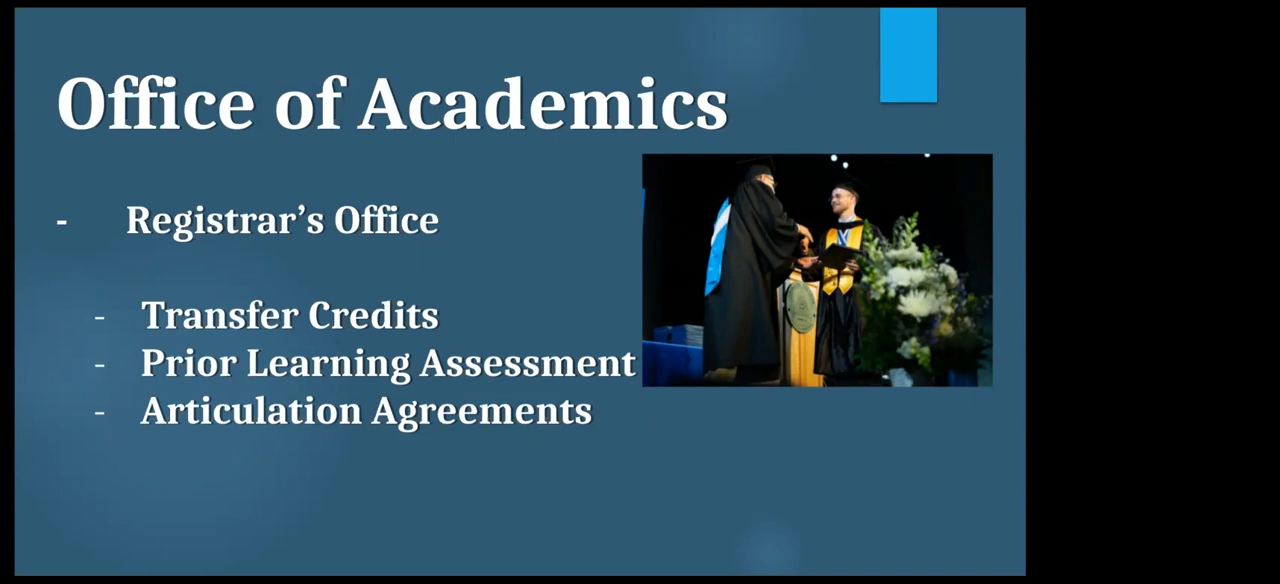 Office of Academics
- Registrar’s Office
- Transfer Credits
- Prior Learning Assessment
- Articulation Agreements